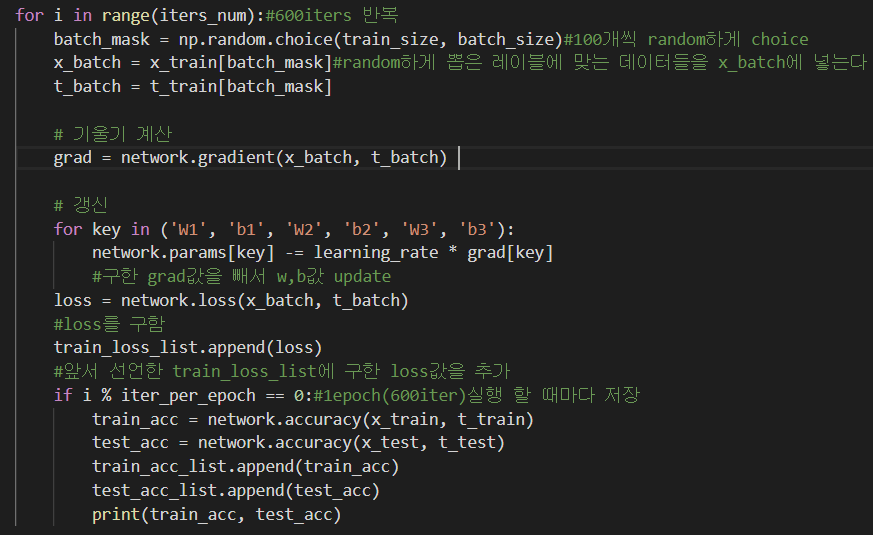 for i in range(iters_num):#600iters 반복
    batch_mask = np.random.choice(train_size, batch_size)#100개씩 random하게 choice
    x_batch = x_train[batch_mask]#random하게 뽑은 레이블에 맞는 데이터들을 x_batch에 넣는다
    t_batch = t_train[batch_mask]

    # 기울기 계산
    grad = network.gradient(x_batch, t_batch)

    # 갱신
    for key in ('W1', 'b1', 'W2', 'b2', 'W3', 'b3'):
        network.params[key] -= learning_rate * grad[key]
        #구한 grad값을 빼서 w,b값 update
    loss = network.loss(x_batch, t_batch)
    #loss를 구함
    train_loss_list.append(loss)
    #앞서 선언한 train_loss_list에 구한 loss값을 추가
    if i % iter_per_epoch == 0:#1epoch(600iter)실행 할 때마다 저장
        train_acc = network.accuracy(x_train, t_train)
        test_acc = network.accuracy(x_test, t_test)
        train_acc_list.append(train_acc)
        test_acc_list.append(test_acc)
        print(train_acc, test_acc)